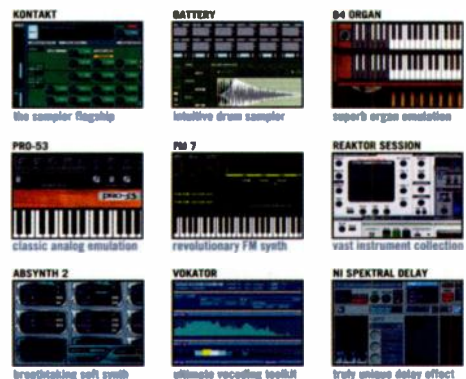 KONTAKT
the sampler flagship
BATTERY
intuitive drum sampler
B4 ORGAN
superb organ emulation
PRO-53
PRO-53
classic analog emulation
FM 7
revolutionary FM synth
REAKTOR SESSION
vast instrument collection
ABSYNTH 2
breathtaking soft synth
VOKATOR
ultimate vocoding toolkit
NI SPEKTRAL DELAY
truly unique delay effect